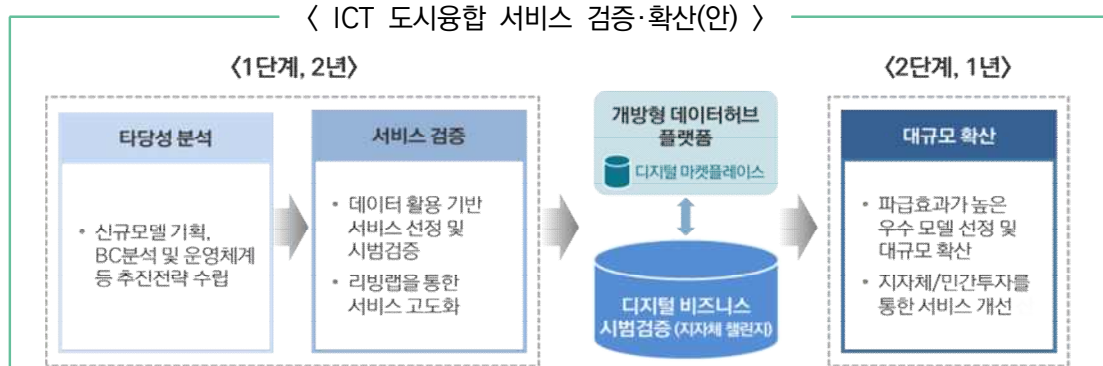 〈 ICT 도시융합 서비스 검증·확산(안) 〉
〈1단계, 2년〉
타당성 분석
• 신규모델 기획,
BC분석 및 운영체계
등 추진전략 수립
서비스 검증
• 데이터 활용 기반
서비스 선정 및
시범검증
• 리빙랩을 통한
서비스 고도화
개방형 데이터허브
플랫폼
디지털 마켓플레이스
디지털 비즈니스
시범검증 (지자체 챌린지)
〈2단계, 1년〉
대규모 확산
• 파급효과가 높은
우수 모델 선정 및
대규모 확산
• 지자체/민간투자를
통한 서비스 개선